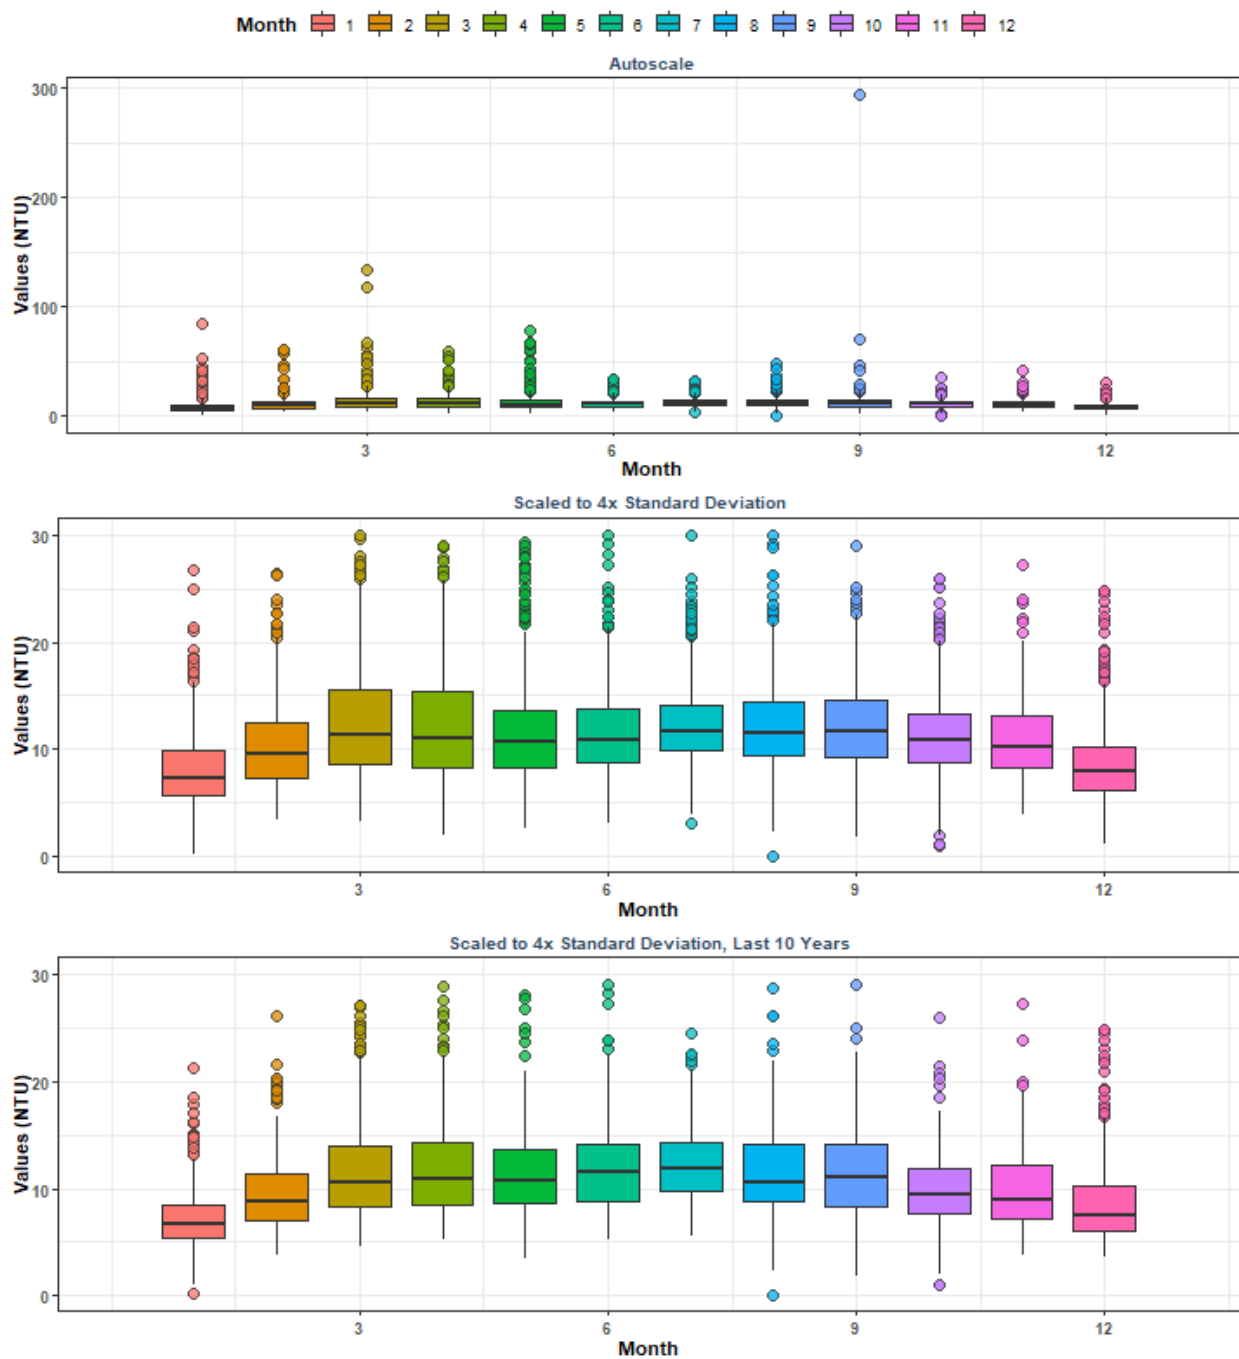 Month 1 2 3 4 5 6 7 8 9 10 11 12
Autoscale
Values (NTU)
300
200
100
0
3 6 9 12
Month
Scaled to 4x Standard Deviation
Values (NTU)
30
20
10
0
3 6 9 12
Month
Scaled to 4x Standard Deviation, Last 10 Years
Values (NTU)
30
20
10
0
3 6 9 12
Month